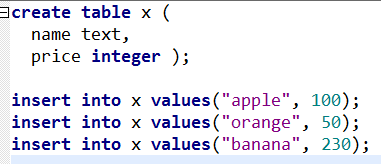 create table x (
  name text,
  price integer );

insert into x values("apple", 100);
insert into x values("orange", 50);
insert into x values("banana", 230);